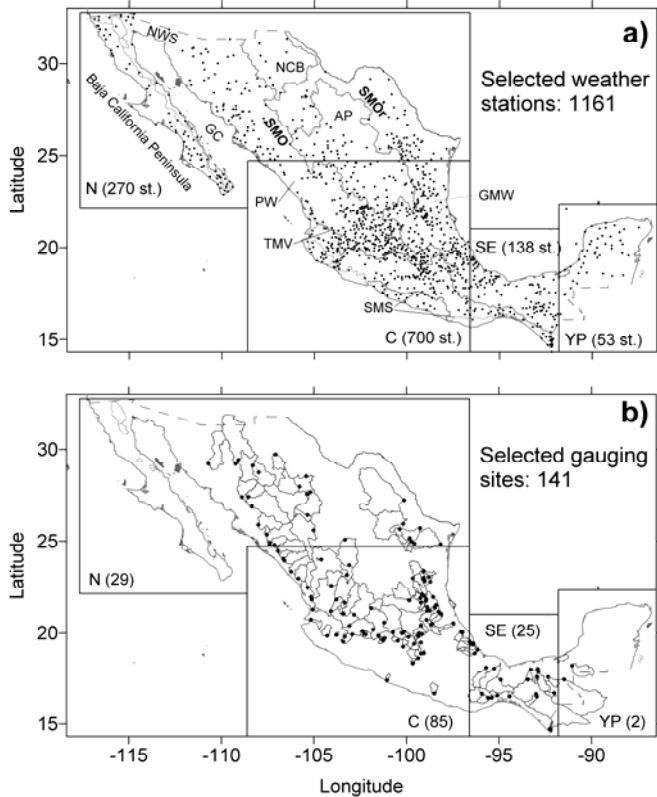 a)
30
25
20
15
Latitude
NWS
NCB
SMOr
AP
SMO
GC
Baja California Peninsula
Selected weather
stations: 1161
N (270 st.)
PW
GMW
TMV
SE (138 st.)
SMS
C (700 st.)
YP (53 st.)
b)
30
25
20
15
Latitude
Selected gauging
sites: 141
N (29)
SE (25)
C (85)
YP (2)
-115
-110
-105
-100
-95
-90
Longitude